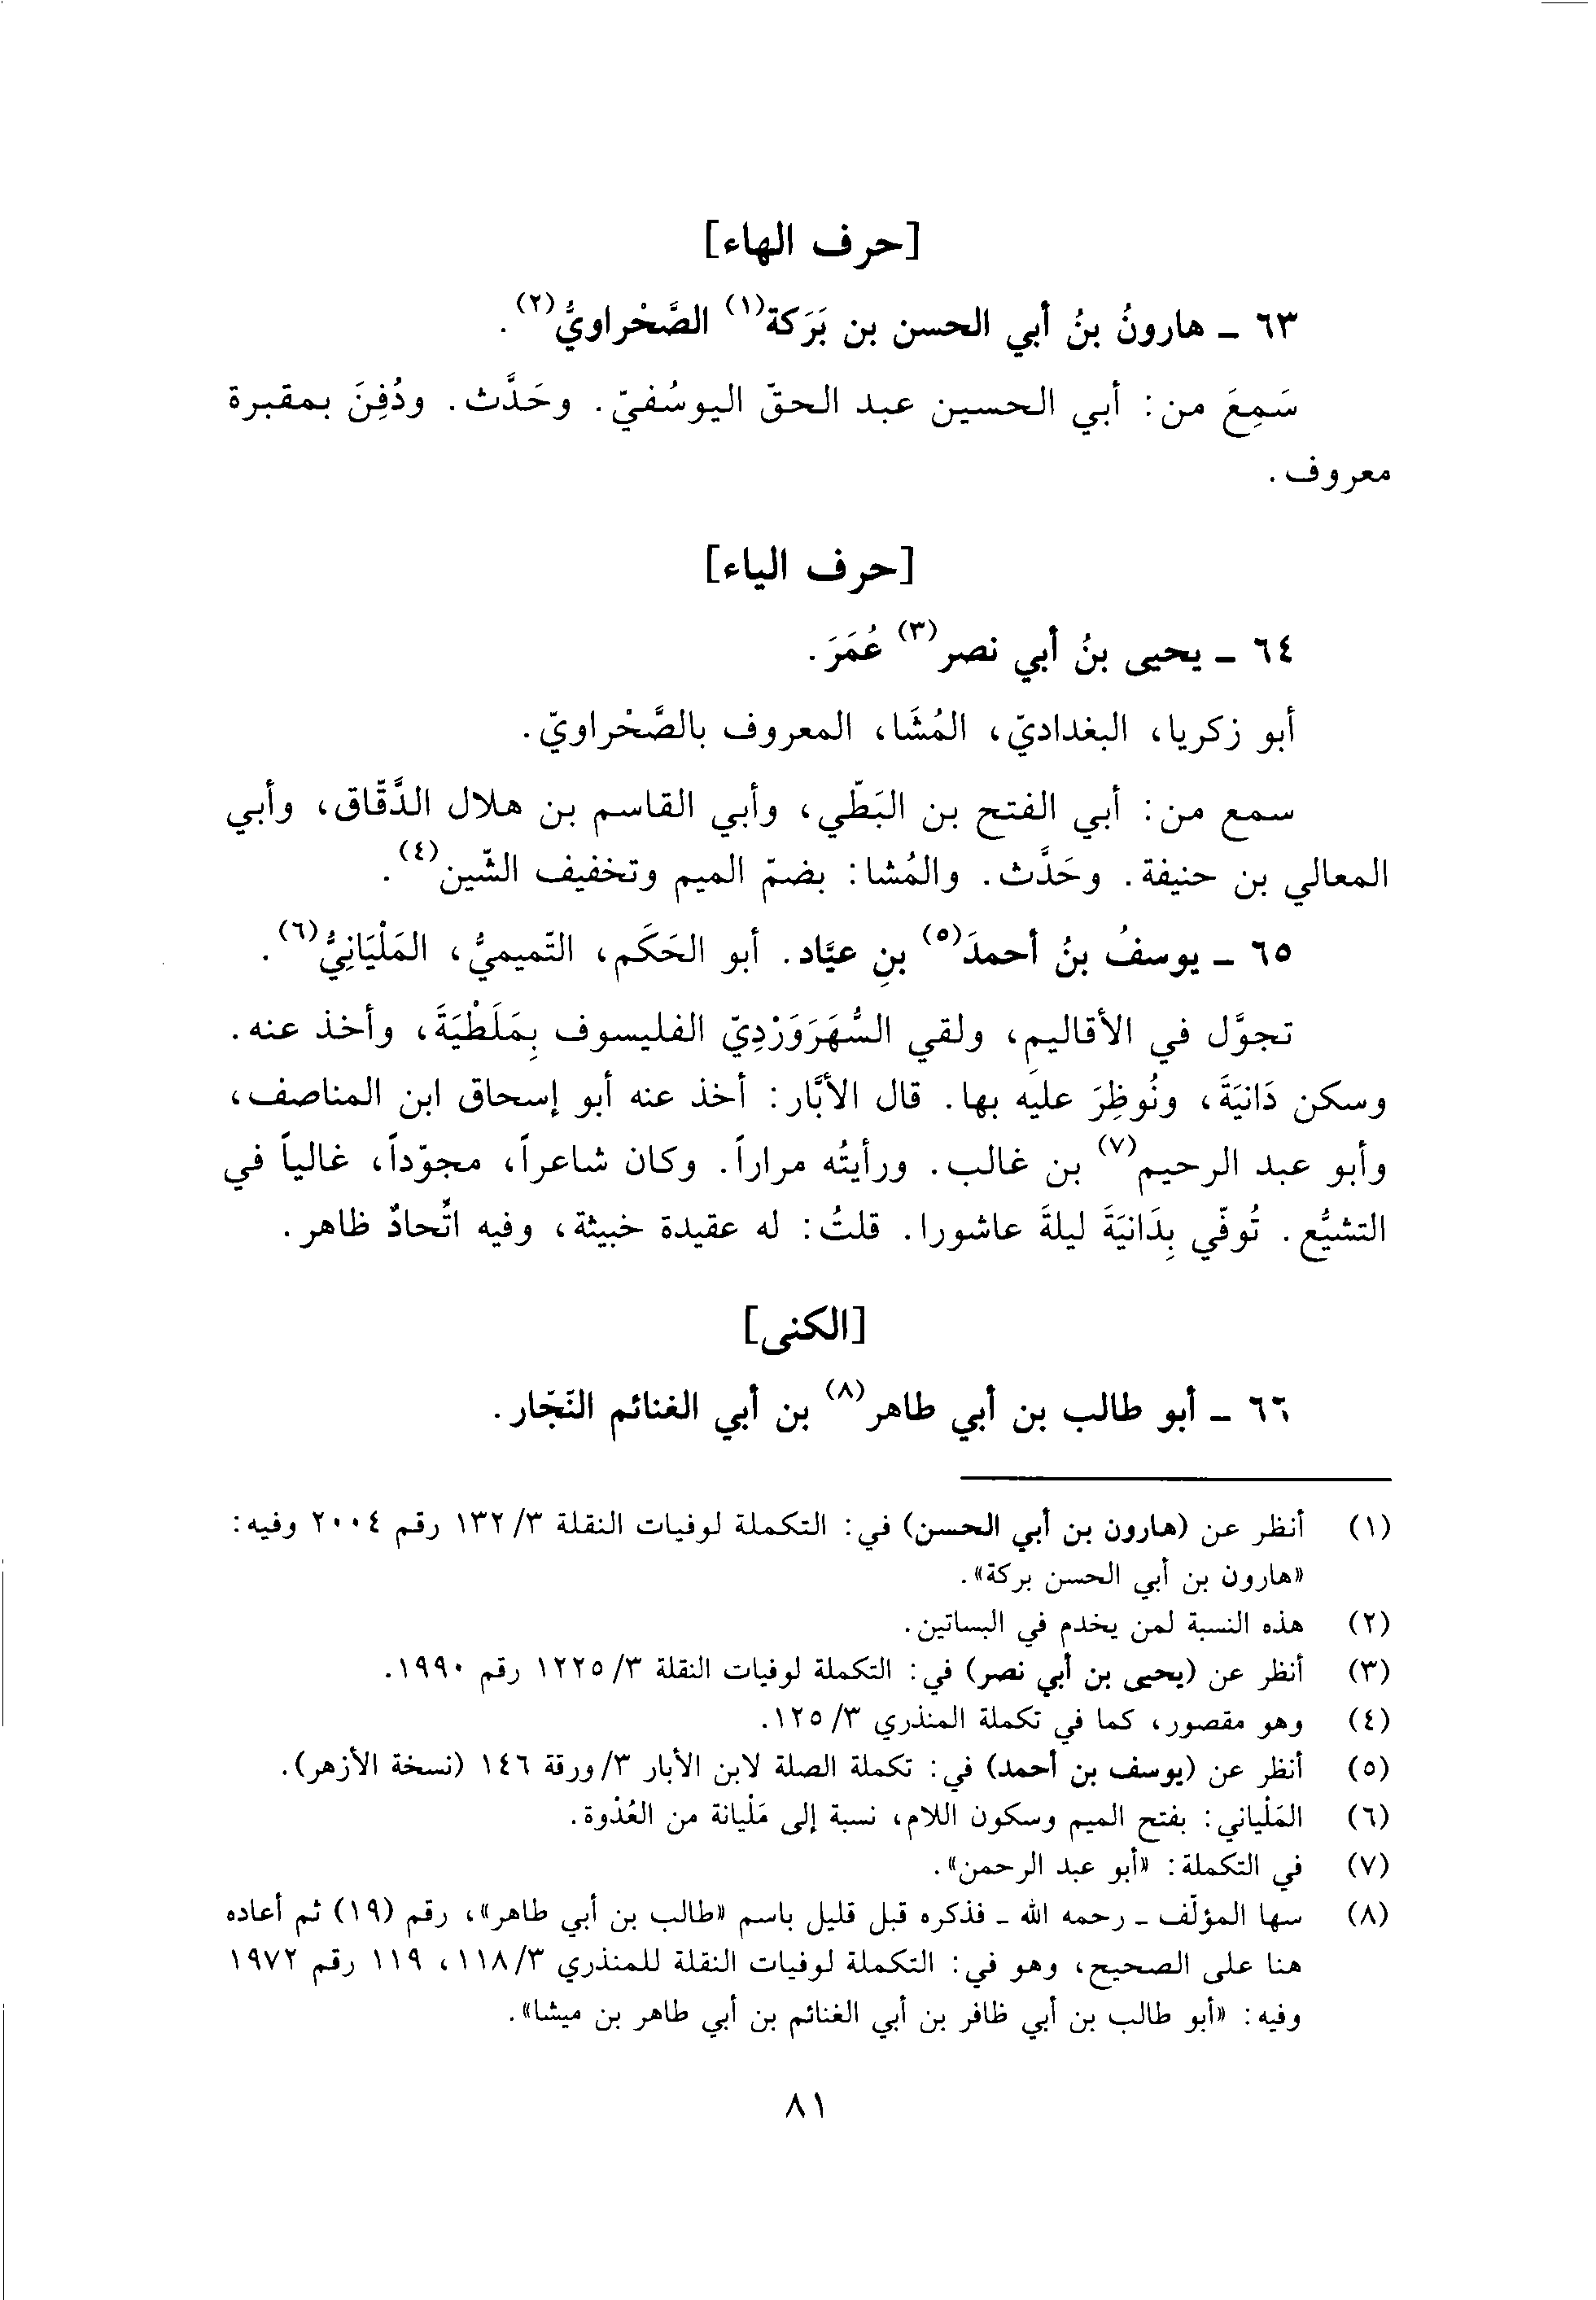 [حرف الهاء]
٦٣ - هارونُ بنُ أبي الحسن بن بَرَكة(١) الصَّحْراويُّ(٢).
سَمِعَ من: أبي الحسين عبد الحقّ اليوسُفيّ. وحَدَّث. ودُفِنَ بمقبرة
معروف.
[حرف الياء]
٦٤ - يحيى بنُ أبي نصر(٣) عُمَرَ.
أبو زكريا، البغداديّ، المُشَا، المعروف بالصَّحْراويّ.
سمع من: أبي الفتح بن البَطّي، وأبي القاسم بن هلال الدَّقّاق، وأبي
المعالي بن حنيفة. وحَدَّث. والمُشا: بضمّ الميم وتخفيف الشّين(٤).
٦٥ - يوسفُ بنُ أحمدَ(٥) بنِ عيَّاد. أبو الحَكَم، التّميميُّ، المَلْيَانِيُّ(٦).
تجوَّل في الأقاليمِ، ولقي السُّهَرَوَرْدِيّ الفليسوف بِمَلَطْيَةَ، وأخذ عنه.
وسكن دَانيَةَ، ونُوظِرَ عليه بها. قال الأبَّار: أخذ عنه أبو إسحاق ابن المناصف،
وأبو عبد الرحيم(٧) بن غالب. ورأيتُه مراراً. وكان شاعراً، مجوّداً، غالياً في
التشيُّع. تُوفّي بِدَانيَةَ ليلةَ عاشورا. قلتُ: له عقيدة خبيثة، وفيه اتّحادٌ ظاهر.
[الكنى]
٦٦ - أبو طالب بن أبي طاهر(٨) بن أبي الغنائم النّجّار.
(١) أنظر عن (هارون بن أبي الحسن) في: التكملة لوفيات النقلة ٣/ ١٣٢ رقم ٢٠٠٤ وفيه:
«هارون بن أبي الحسن بركة».
(٢) هذه النسبة لمن يخدم في البساتين.
(٣) أنظر عن (يحيى بن أبي نصر) في: التكملة لوفيات النقلة ٣/ ١٢٢٥ رقم ١٩٩٠.
(٤) وهو مقصور، كما في تكملة المنذري ٣/ ١٢٥.
(٥) أنظر عن (يوسف بن أحمد) في: تكملة الصلة لابن الأبار ٣/ورقة ١٤٦ (نسخة الأزهر).
(٦) المَلْياني: بفتح الميم وسكون اللام، نسبة إلى مَلْيانة من العُدْوة.
(٧) في التكملة: «أبو عبد الرحمن».
(٨) سها المؤلّف - رحمه الله - فذكره قبل قليل باسم «طالب بن أبي طاهر»، رقم (١٩) ثم أعاده
هنا على الصحيح، وهو في: التكملة لوفيات النقلة للمنذري ٣/ ١١٨، ١١٩ رقم ١٩٧٢
وفيه: «أبو طالب بن أبي ظافر بن أبي الغنائم بن أبي طاهر بن ميشا».
٨١